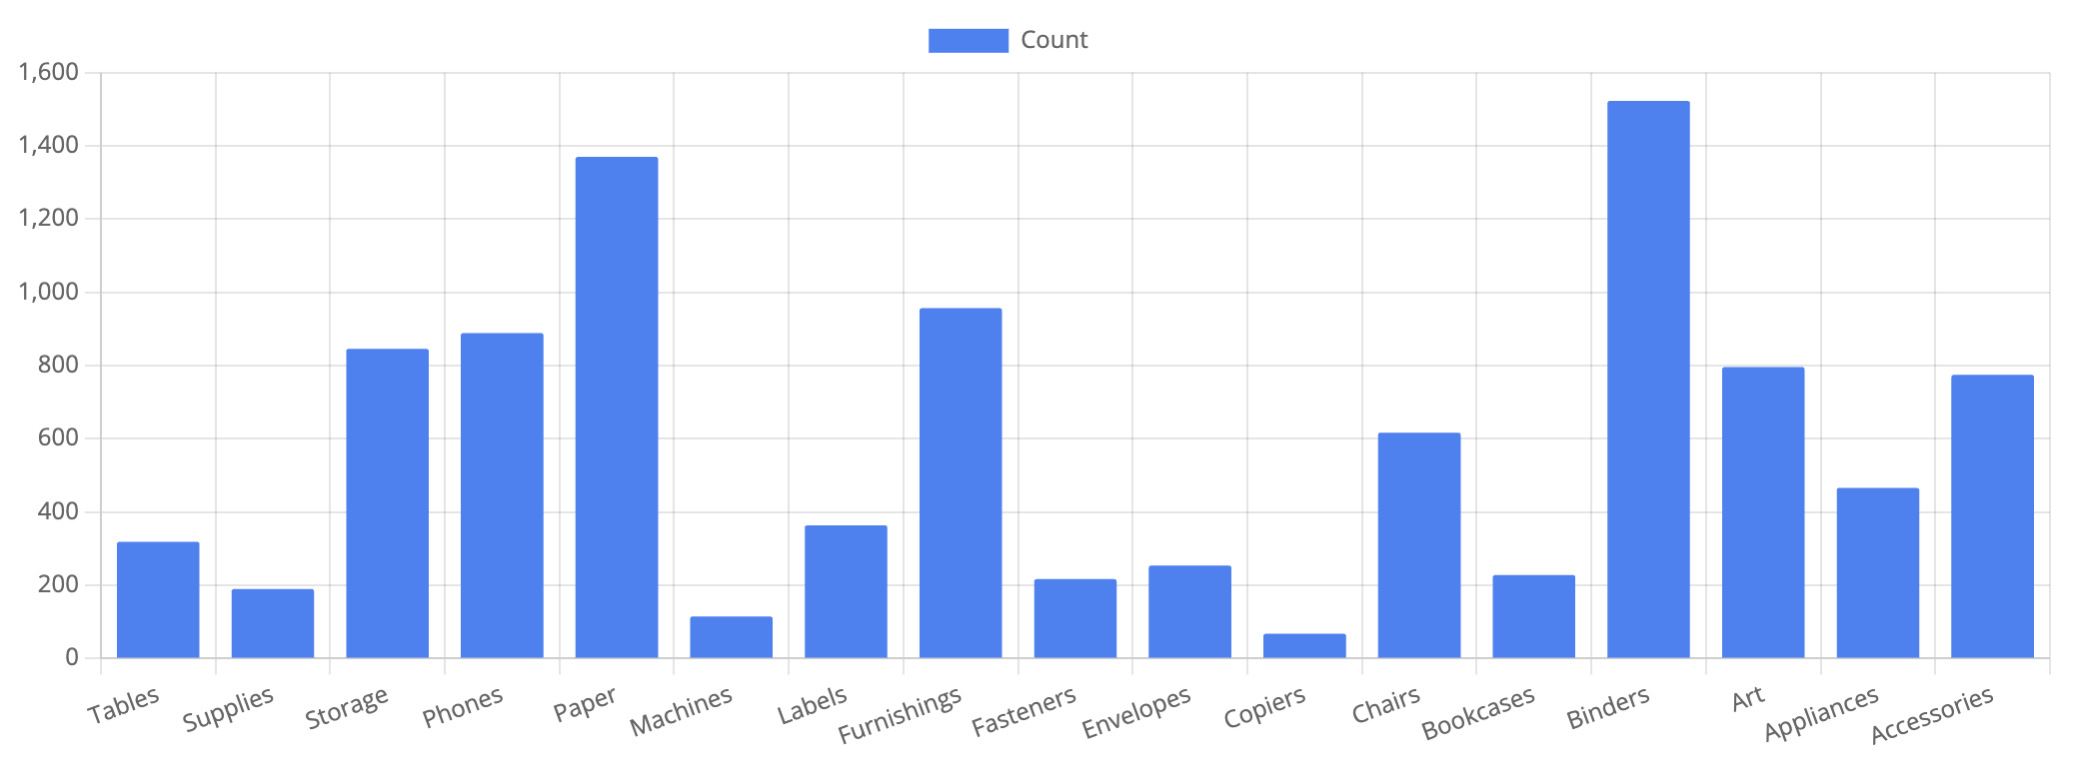 Count
1,600
1,400
1,200
1,000
800
600
400
200
0
Tables
Supplies
Storage
Phones
Paper
Machines
Labels
Furnishings
Fasteners
Envelopes
Copiers
Chairs
Bookcases
Binders
Art
Appliances
Accessories